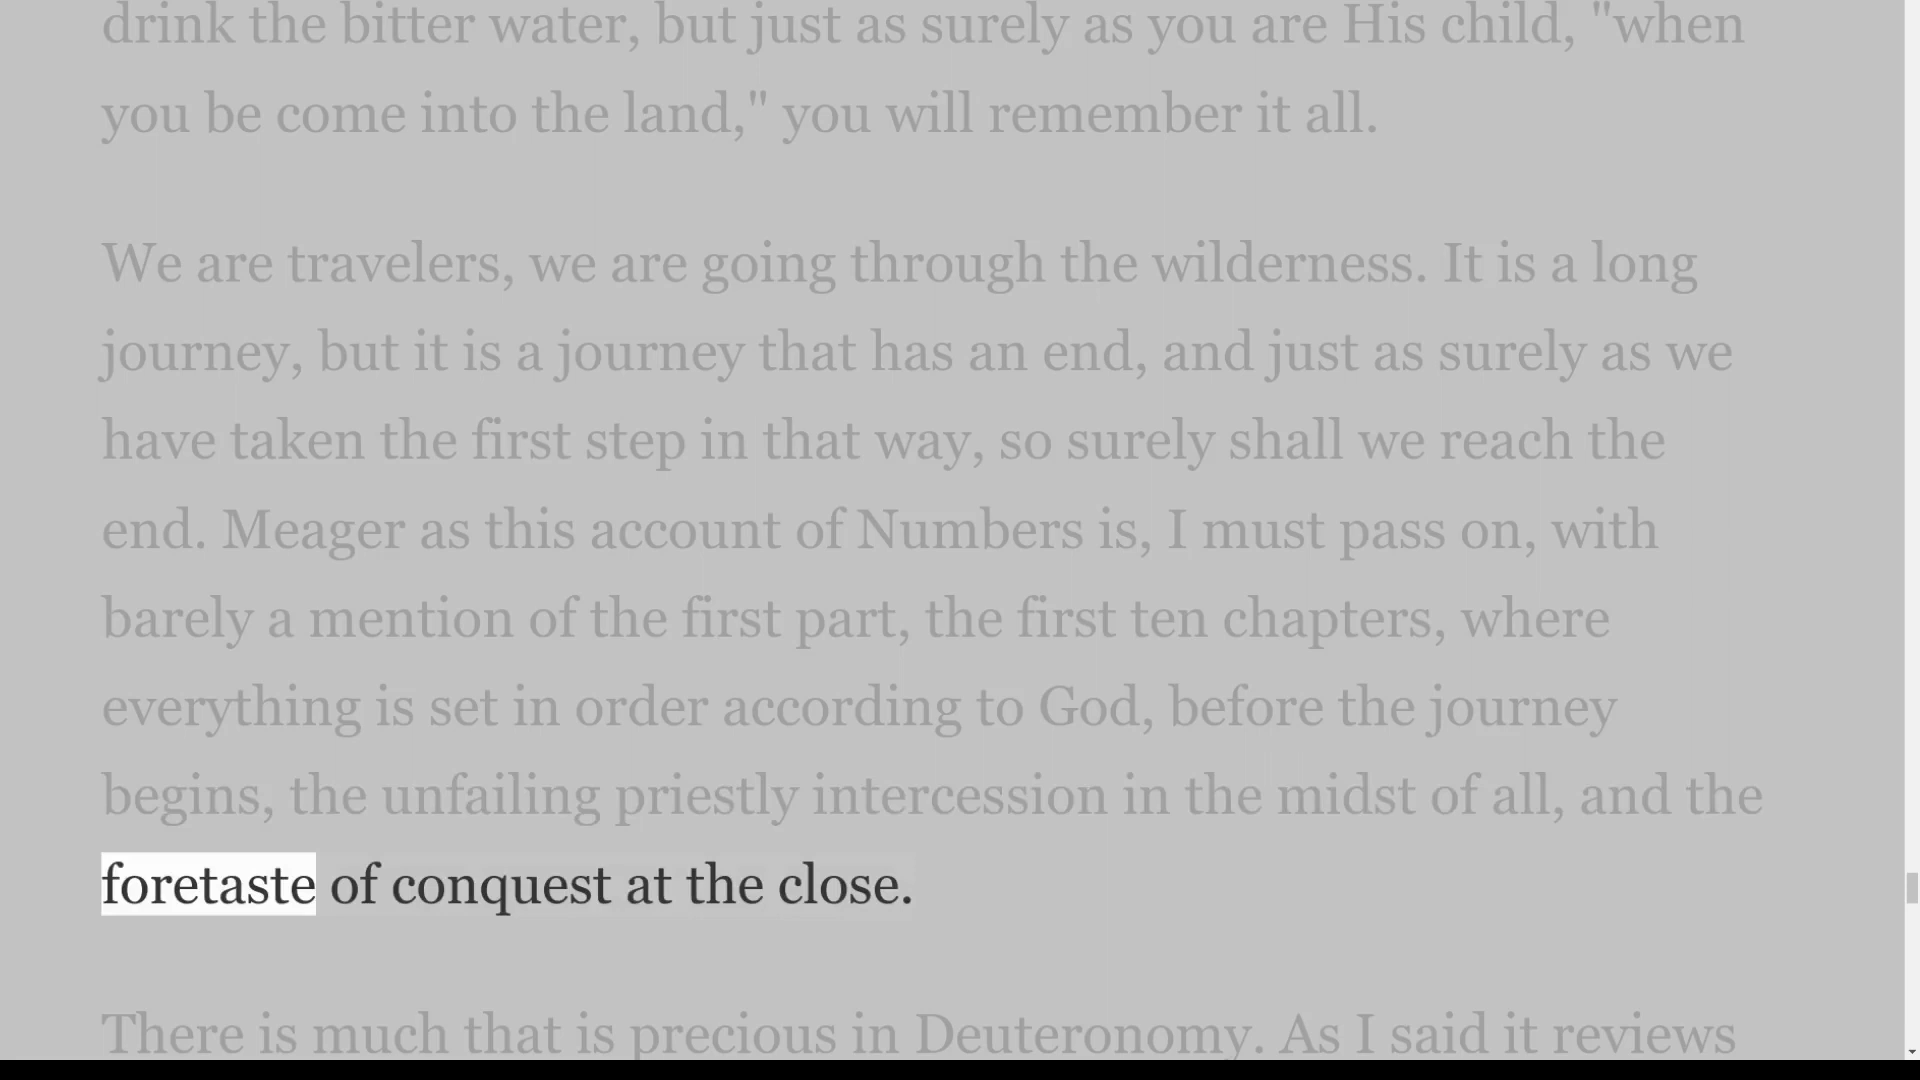 drink the bitter water, but just as surely as you are His child, "when
you be come into the land," you will remember it all.
We are travelers, we are going through the wilderness. It is a long
journey, but it is a journey that has an end, and just as surely as we
have taken the first step in that way, so surely shall we reach the
end. Meager as this account of Numbers is, I must pass on, with
barely a mention of the first part, the first ten chapters, where
everything is set in order according to God, before the journey
begins, the unfailing priestly intercession in the midst of all, and the
foretaste of conquest at the close.
There is much that is precious in Deuteronomy. As I said it reviews